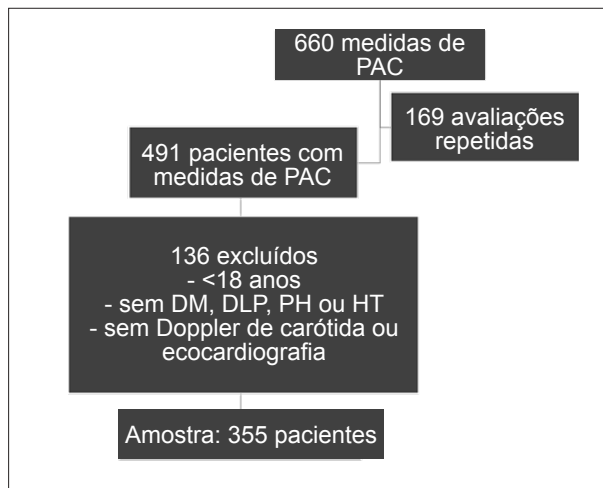 660 medidas de
PAC
169 avaliações
repetidas
491 pacientes com
medidas de PAC
136 excluídos
- <18 anos
- sem DM, DLP, PH ou HT
- sem Doppler de carótida ou
ecocardiografia
Amostra: 355 pacientes